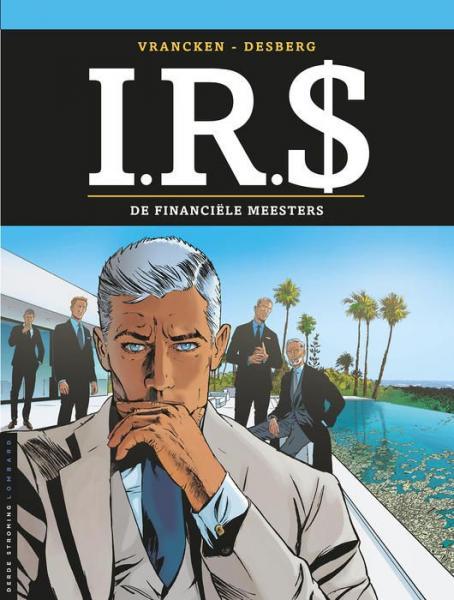 VRANCKEN - DESBERG
I.R.$
DE FINANCIËLE MEESTERS
DERDE STROMING LOMBARD